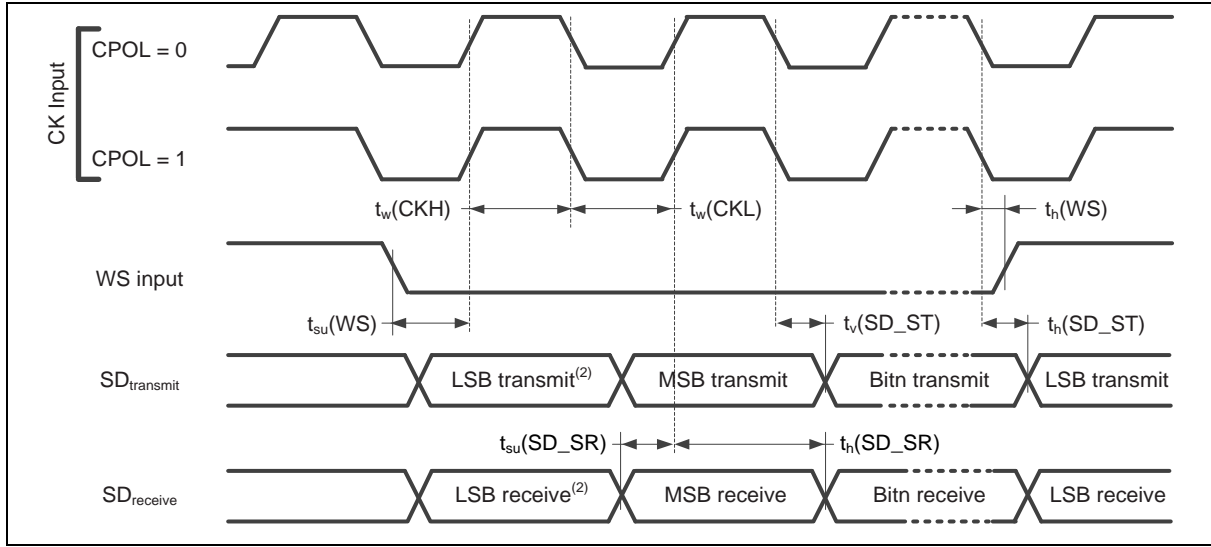 CK Input
CPOL = 0
CPOL = 1
tw(CKH)
tw(CKL)
th(WS)
WS input
tsu(WS)
tv(SD_ST)
th(SD_ST)
SDtransmit
LSB transmit(2)
MSB transmit
Bitn transmit
LSB transmit
tsu(SD_SR)
th(SD_SR)
SDreceive
LSB receive(2)
MSB receive
Bitn receive
LSB receive